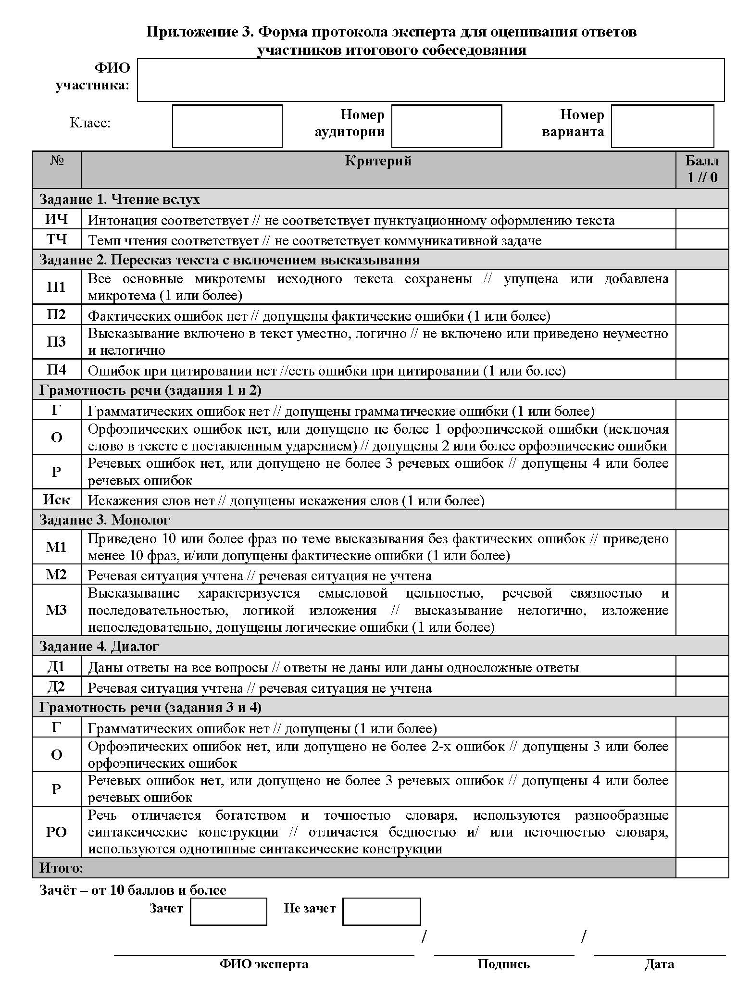 Приложение 3. Форма протокола эксперта для оценивания ответов
участников итогового собеседования
ФИО
участника:
Класс:
Номер
аудитории
Номер
варианта
№
Критерий
Балл
1 // 0
Задание 1. Чтение вслух
ИЧ
Интонация соответствует // не соответствует пунктуационному оформлению текста
ТЧ
Темп чтения соответствует // не соответствует коммуникативной задаче
Задание 2. Пересказ текста с включением высказывания
П1
Все основные микротемы исходного текста сохранены // упущена или добавлена
микротема (1 или более)
П2
Фактических ошибок нет // допущены фактические ошибки (1 или более)
П3
Высказывание включено в текст уместно, логично // не включено или приведено неуместно
и нелогично
П4
Ошибок при цитировании нет //есть ошибки при цитировании (1 или более)
Грамотность речи (задания 1 и 2)
Г
Грамматических ошибок нет // допущены грамматические ошибки (1 или более)
О
Орфоэпических ошибок нет, или допущено не более 1 орфоэпической ошибки (исключая
слово в тексте с поставленным ударением) // допущены 2 или более орфоэпические ошибки
Р
Речевых ошибок нет, или допущено не более 3 речевых ошибок // допущены 4 или более
речевых ошибок
Иск
Искажения слов нет // допущены искажения слов (1 или более)
Задание 3. Монолог
М1
Приведено 10 или более фраз по теме высказывания без фактических ошибок // приведено
менее 10 фраз, и/или допущены фактические ошибки (1 или более)
М2
Речевая ситуация учтена // речевая ситуация не учтена
М3
Высказывание характеризуется смысловой цельностью, речевой связностью и
последовательностью, логикой изложения // высказывание нелогично, изложение
непоследовательно, допущены логические ошибки (1 или более)
Задание 4. Диалог
Д1
Даны ответы на все вопросы // ответы не даны или даны односложные ответы
Д2
Речевая ситуация учтена // речевая ситуация не учтена
Грамотность речи (задания 3 и 4)
Г
Грамматических ошибок нет // допущены (1 или более)
О
Орфоэпических ошибок нет, или допущено не более 2-х ошибок // допущены 3 или более
орфоэпических ошибок
Р
Речевых ошибок нет, или допущено не более 3 речевых ошибок // допущены 4 или более
речевых ошибок
РО
Речь отличается богатством и точностью словаря, используются разнообразные
синтаксические конструкции // отличается бедностью и/ или неточностью словаря,
используются однотипные синтаксические конструкции
Итого:
Зачёт – от 10 баллов и более
Зачет
Не зачет
/ /
ФИО эксперта
Подпись
Дата